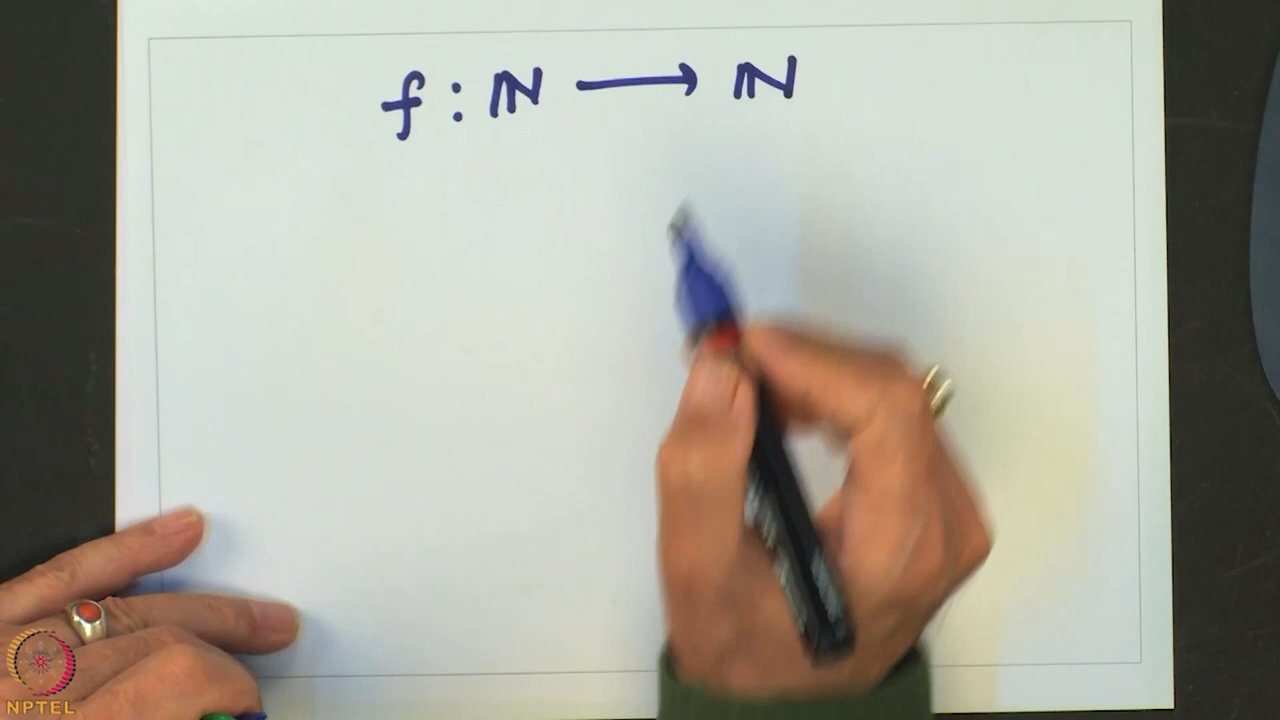 f : ℕ ⟶ ℕ
NPTEL